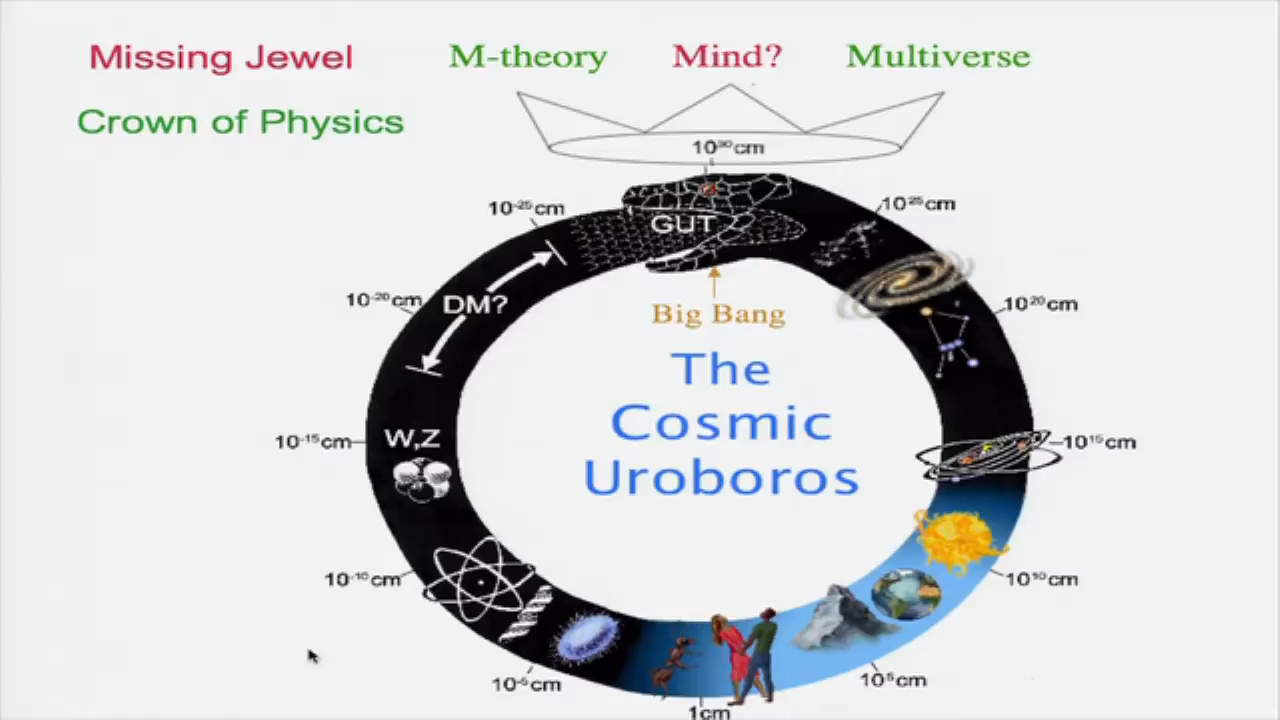 Missing Jewel
M-theory
Mind?
Multiverse
Crown of Physics
10³⁰cm
10⁻²⁵cm
10²⁵cm
GUT
10⁻²⁰cm
DM?
Big Bang
10²⁰cm
The
Cosmic
Uroboros
10⁻¹⁵cm
W,Z
10¹⁵cm
10⁻¹⁰cm
10¹⁰cm
10⁻⁵cm
10⁵cm
1cm